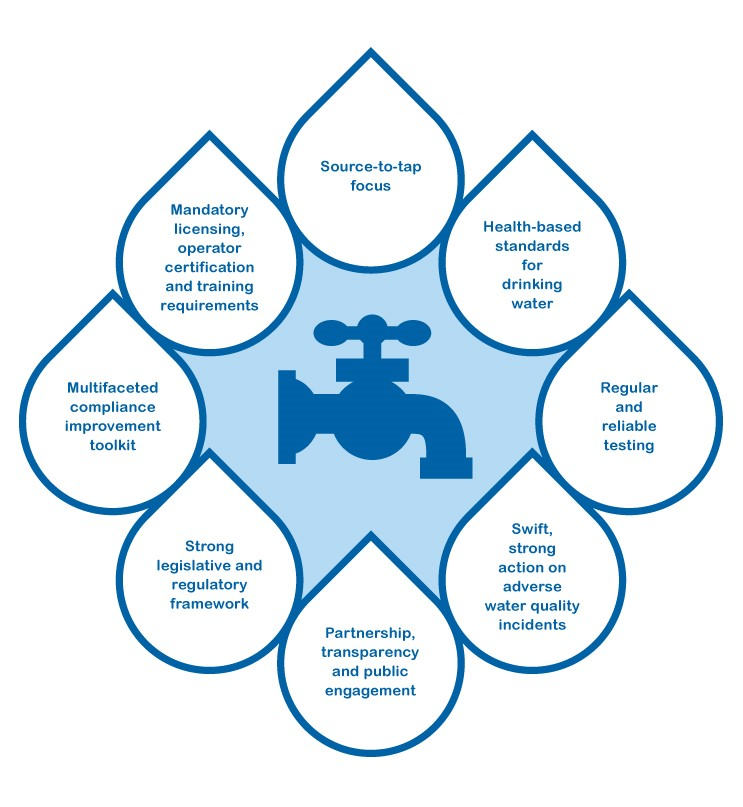 Source-to-tap
focus
Health-based
standards
for
drinking
water
Regular
and
reliable
testing
Swift,
strong
action on
adverse
water quality
incidents
Partnership,
transparency
and public
engagement
Strong
legislative and
regulatory
framework
Multifaceted
compliance
improvement
toolkit
Mandatory
licensing,
operator
certification
and training
requirements